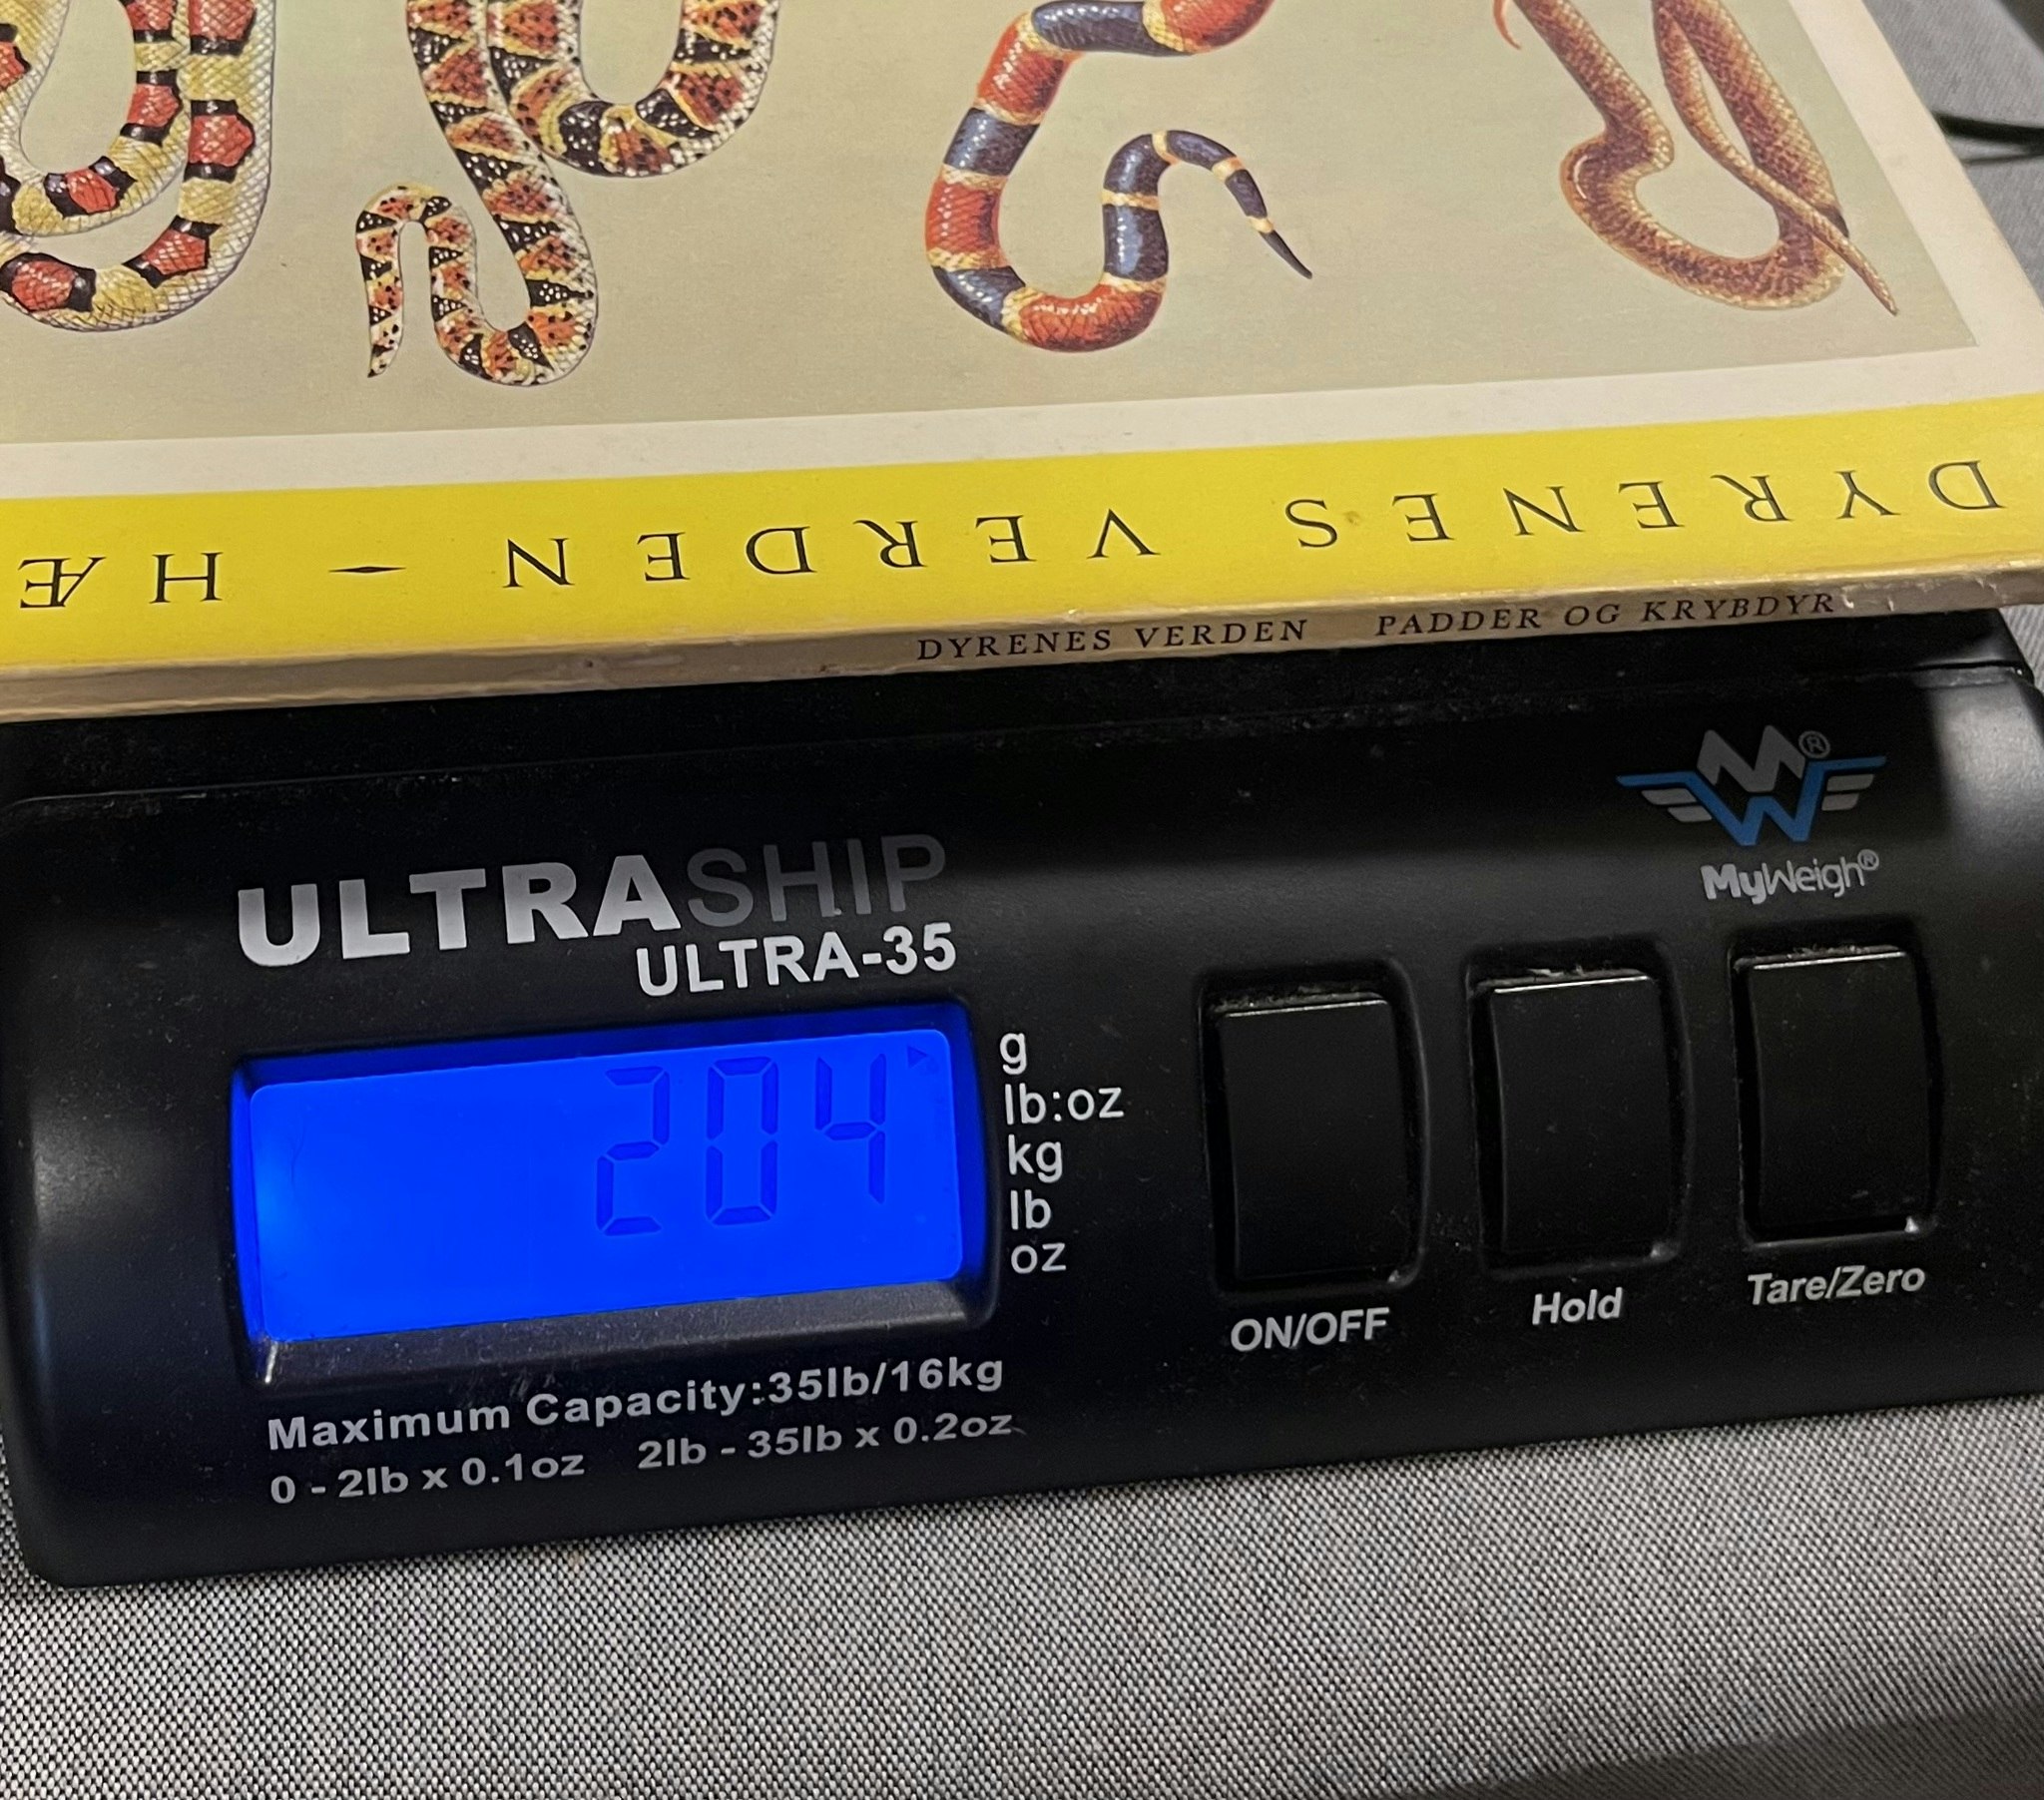 DYRENES VERDEN - HÆ
DYRENES VERDEN PADDER OG KRYBDYR
MW®
MyWeigh®
ULTRASHIP
ULTRA-35
204
g
lb:oz
kg
lb
oz
ON/OFF
Hold
Tare/Zero
Maximum Capacity:35lb/16kg
0 - 2lb x 0.1oz 2lb - 35lb x 0.2oz